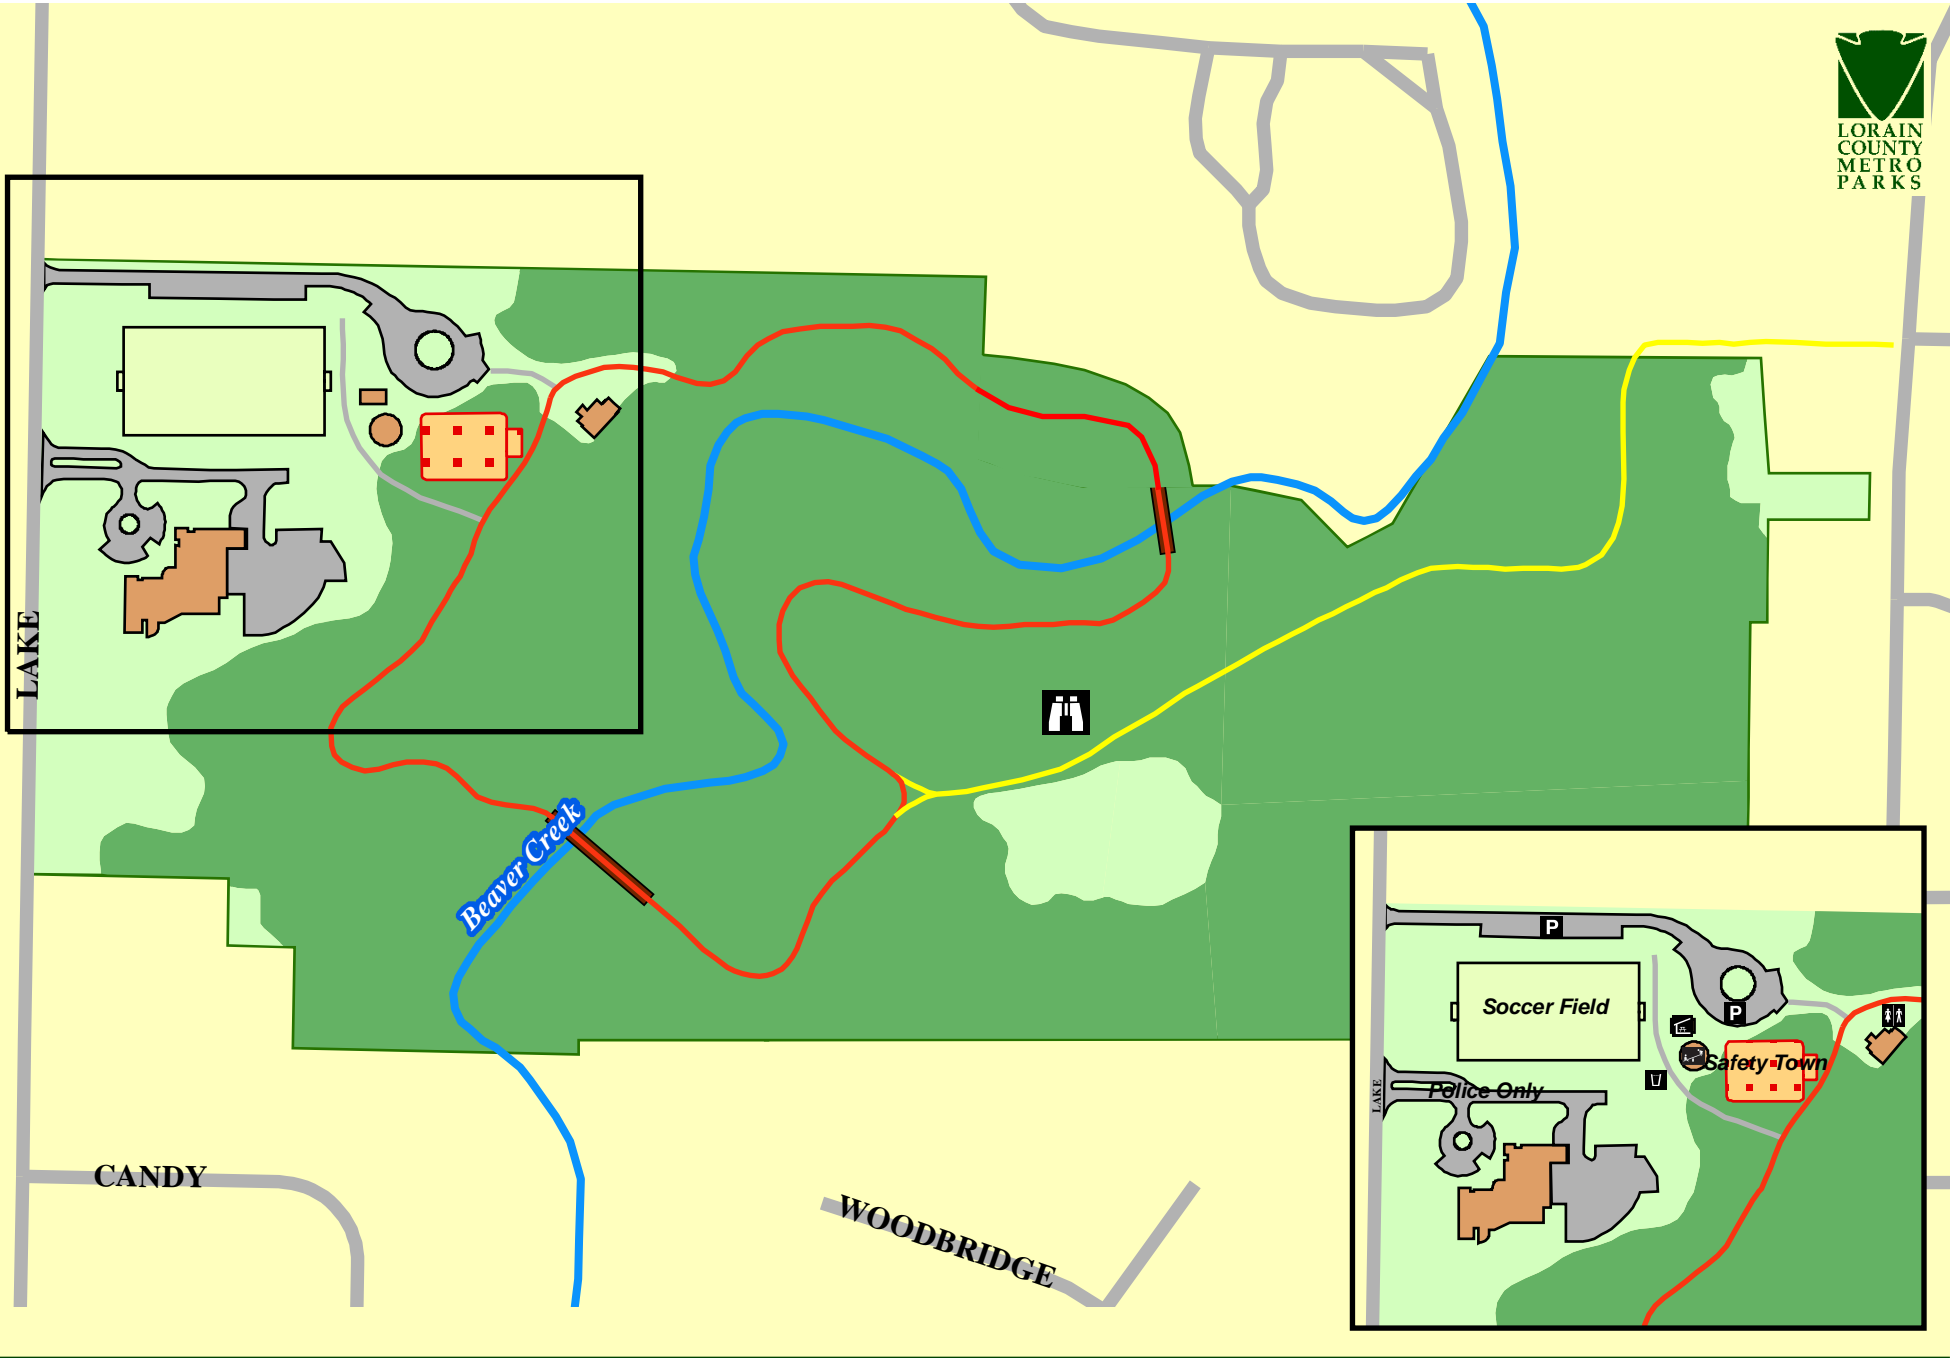 LORAIN
COUNTY
METRO
PARKS
LAKE
Beaver Creek
CANDY
WOODBRIDGE
P
Soccer Field
P
Safety Town
Police Only
LAKE